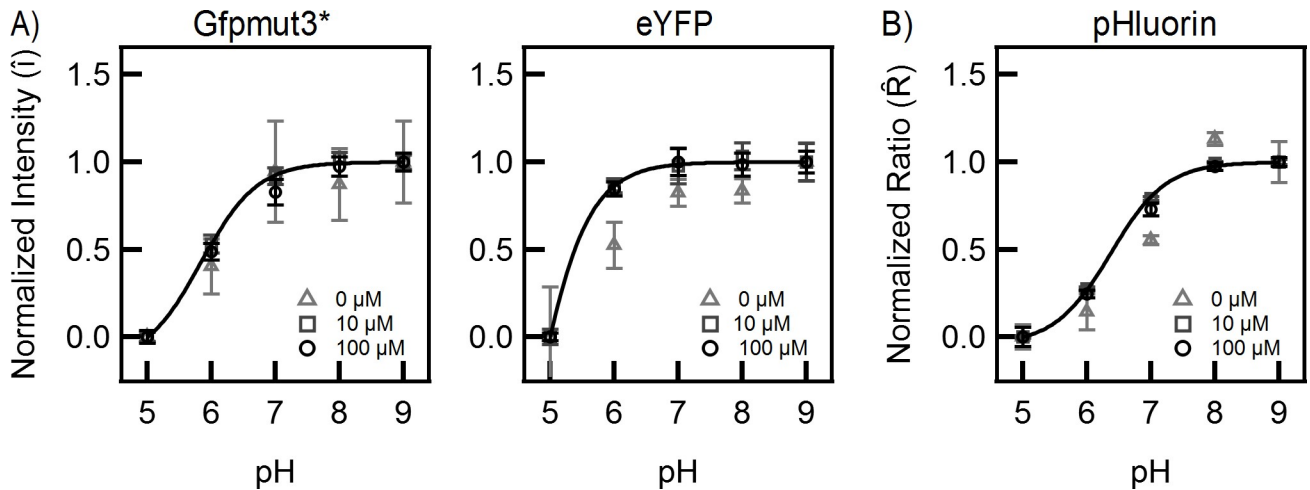 A)
Gfpmut3*
eYFP
B)
pHluorin
Normalized Intensity (î)
1.5
1.0
0.5
0.0
0 µM
10 µM
100 µM
5 6 7 8 9
pH
1.5
1.0
0.5
0.0
0 µM
10 µM
100 µM
5 6 7 8 9
pH
Normalized Ratio (R̂)
1.5
1.0
0.5
0.0
0 µM
10 µM
100 µM
5 6 7 8 9
pH